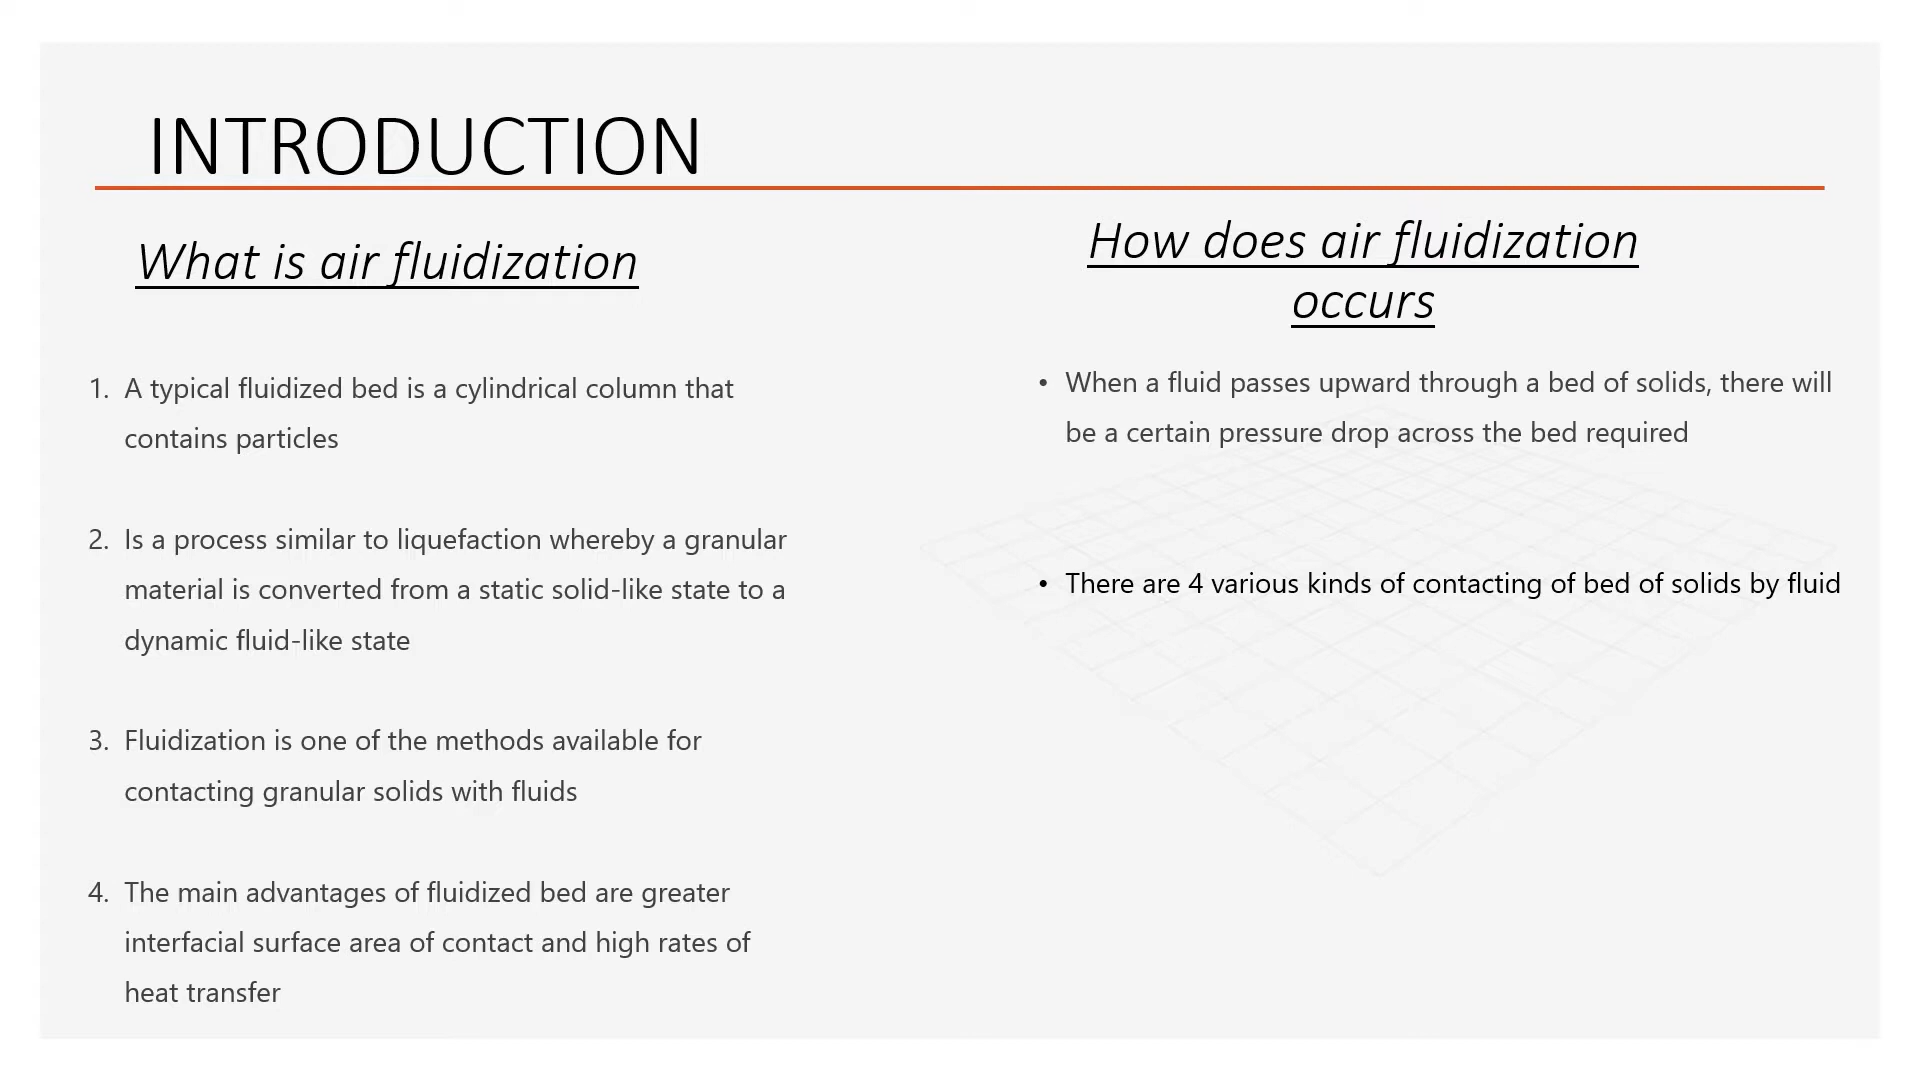 INTRODUCTION
What is air fluidization
1. A typical fluidized bed is a cylindrical column that
contains particles
2. Is a process similar to liquefaction whereby a granular
material is converted from a static solid-like state to a
dynamic fluid-like state
3. Fluidization is one of the methods available for
contacting granular solids with fluids
4. The main advantages of fluidized bed are greater
interfacial surface area of contact and high rates of
heat transfer
How does air fluidization
occurs
• When a fluid passes upward through a bed of solids, there will
be a certain pressure drop across the bed required
• There are 4 various kinds of contacting of bed of solids by fluid